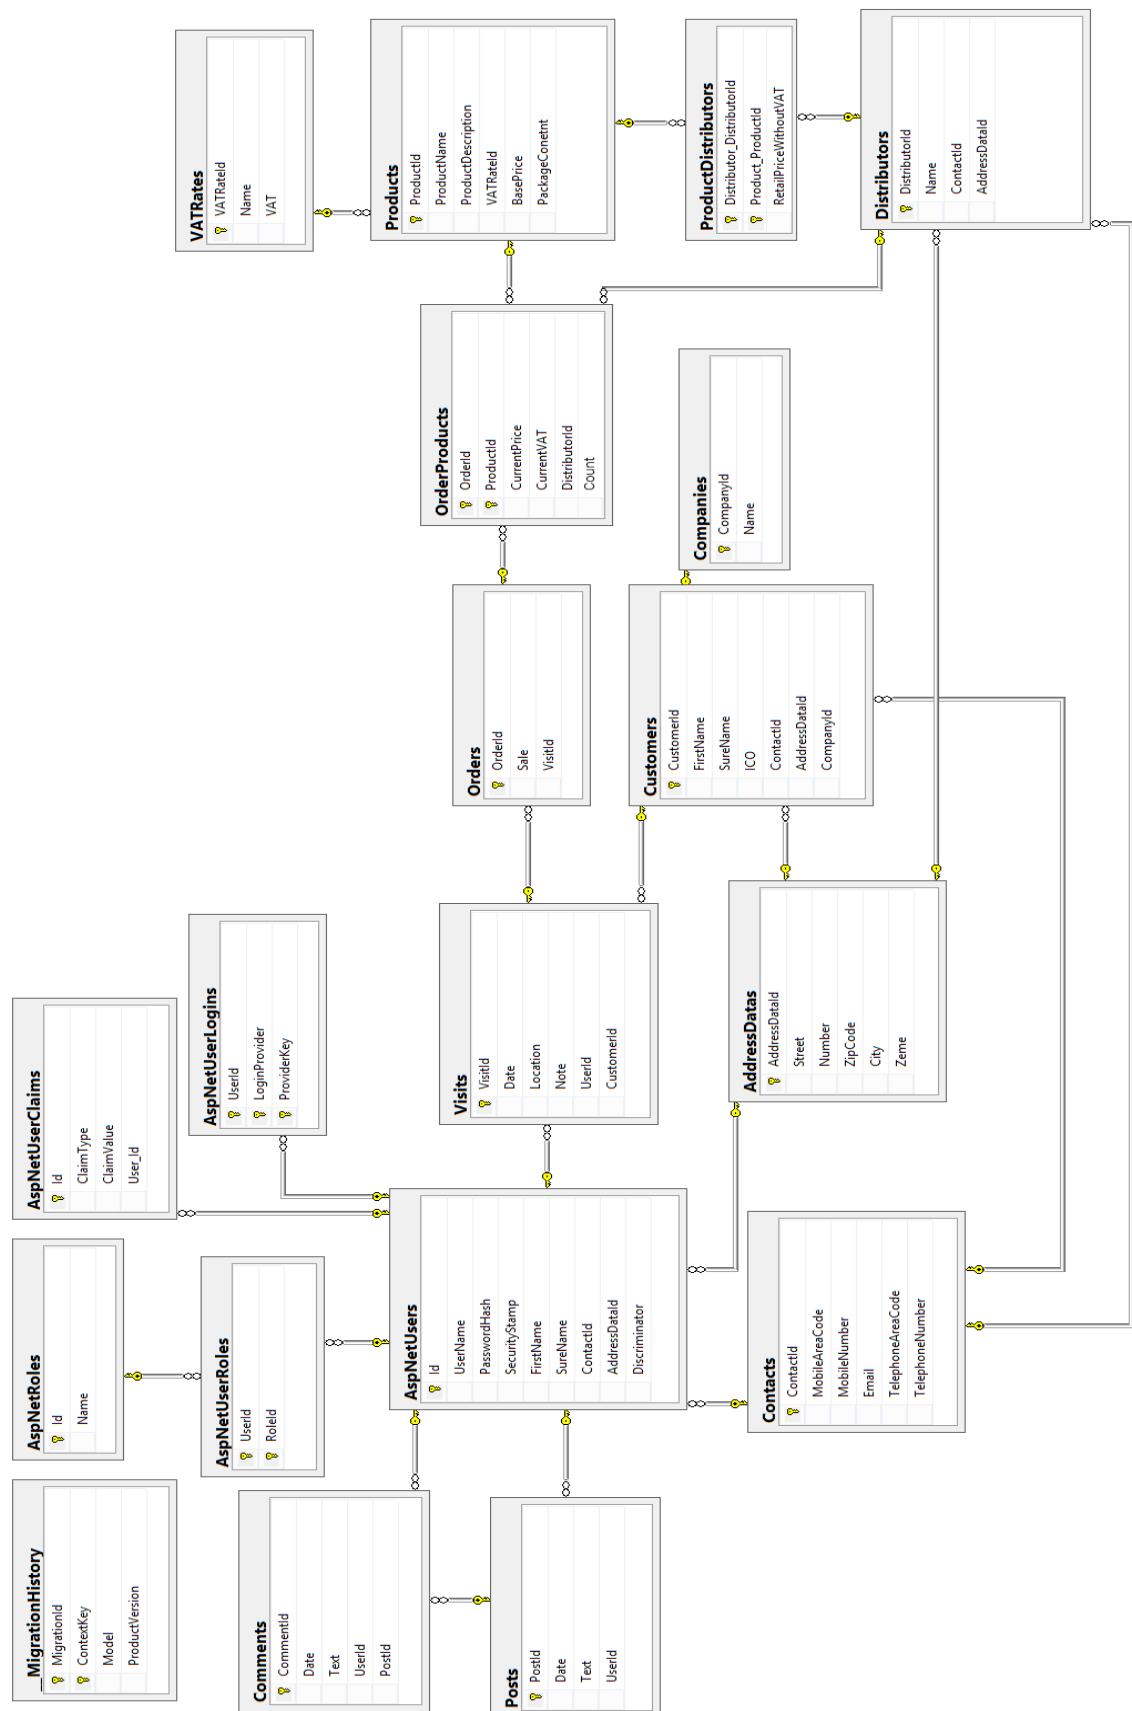 _MigrationHistory
MigrationId
ContextKey
Model
ProductVersion
AspNetRoles
Id
Name
AspNetUserClaims
Id
ClaimType
ClaimValue
User_Id
AspNetUserRoles
UserId
RoleId
AspNetUserLogins
UserId
LoginProvider
ProviderKey
VATRates
VATRateId
Name
VAT
Comments
CommentId
Date
Text
UserId
PostId
AspNetUsers
Id
UserName
PasswordHash
SecurityStamp
FirstName
SureName
ContactId
AddressDataId
Discriminator
Visits
VisitId
Date
Location
Note
UserId
CustomerId
Orders
OrderId
Sale
VisitId
OrderProducts
OrderId
ProductId
CurrentPrice
CurrentVAT
DistributorId
Count
Products
ProductId
ProductName
ProductDescription
VATRateId
BasePrice
PackageConetnt
Posts
PostId
Date
Text
UserId
Customers
CustomerId
FirstName
SureName
ICO
ContactId
AddressDataId
CompanyId
Companies
CompanyId
Name
ProductDistributors
Distributor_DistributorId
Product_ProductId
RetailPriceWithoutVAT
Contacts
ContactId
MobileAreaCode
MobileNumber
Email
TelephoneAreaCode
TelephoneNumber
AddressDatas
AddressDataId
Street
Number
ZipCode
City
Zeme
Distributors
DistributorId
Name
ContactId
AddressDataId